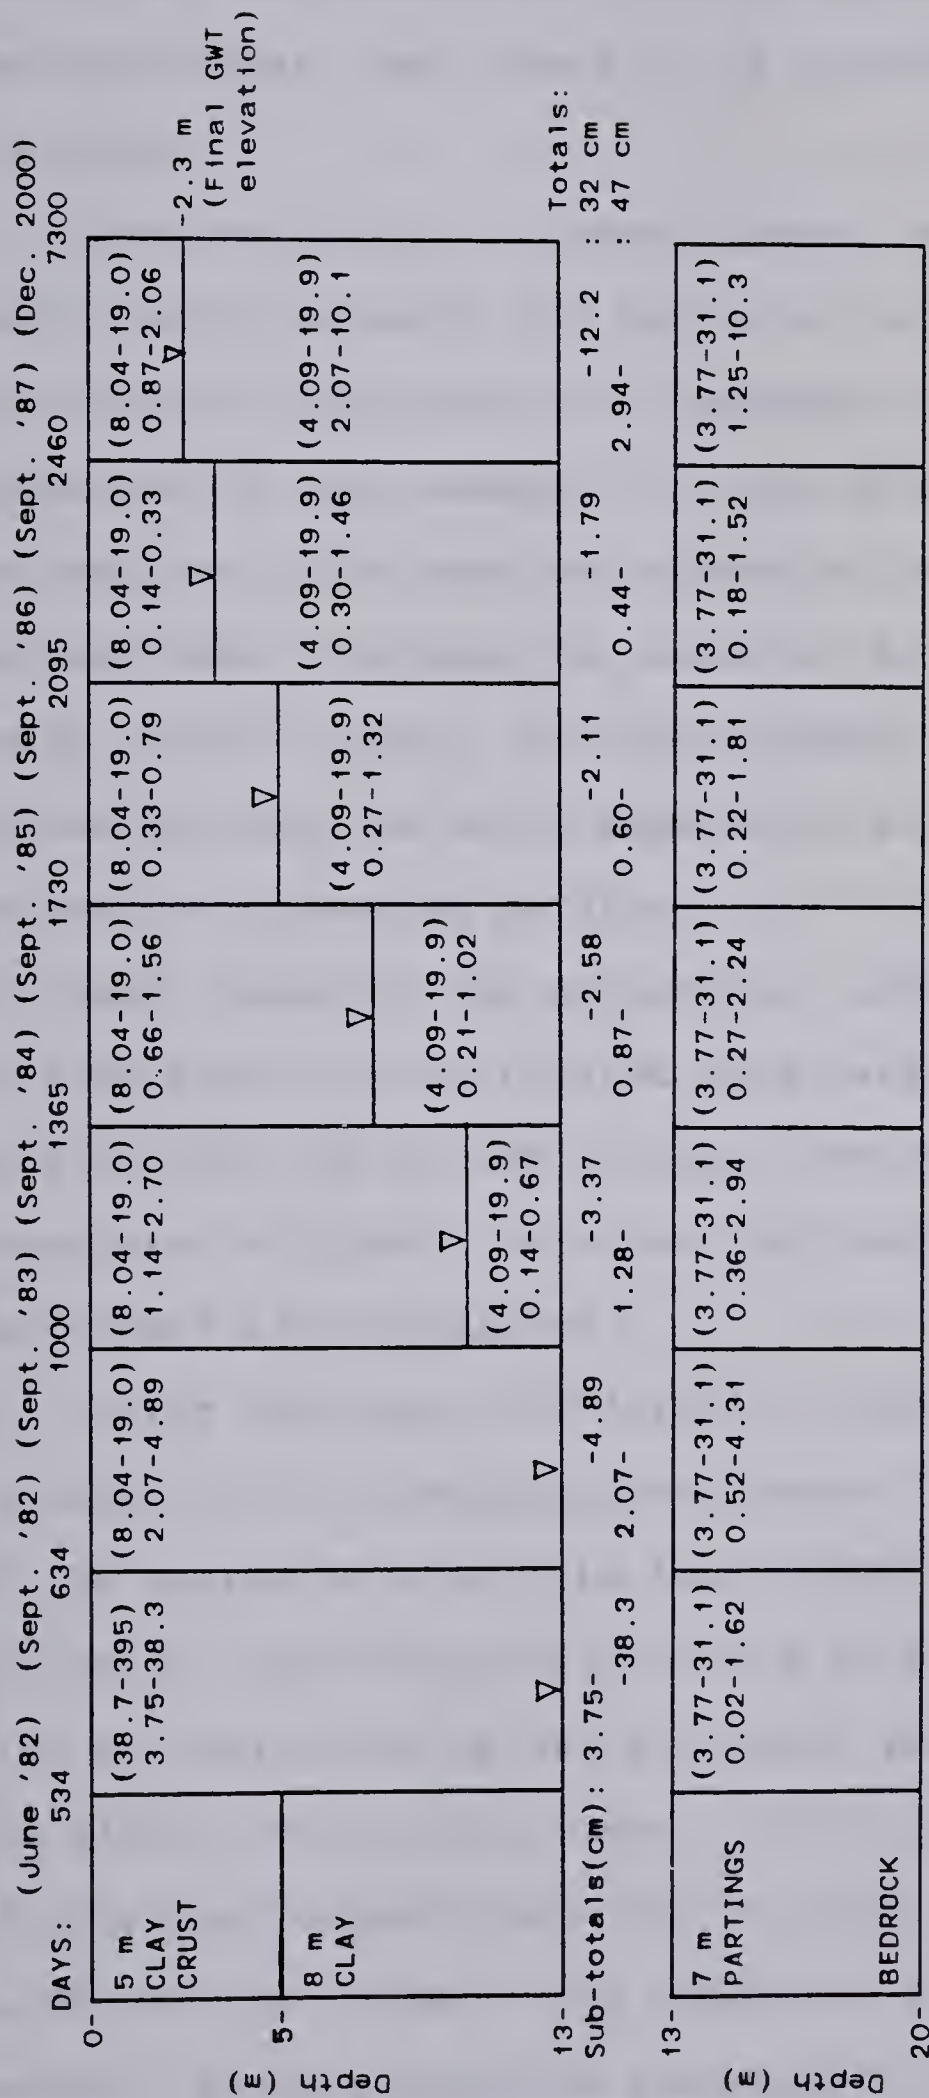 (June '82) (Sept. '82) (Sept. '83) (Sept. '84) (Sept. '85) (Sept. '86) (Sept. '87) (Dec. 2000)
DAYS: 534 634 1000 1365 1730 2095 2460 7300
0-
5 m
CLAY
CRUST
5-
8 m
CLAY
13-
Depth
(m)
(38.7-395)
3.75-38.3
(8.04-19.0)
2.07-4.89
(8.04-19.0)
1.14-2.70
(4.09-19.9)
0.14-0.67
(8.04-19.0)
0.66-1.56
(4.09-19.9)
0.21-1.02
(8.04-19.0)
0.33-0.79
(4.09-19.9)
0.27-1.32
(8.04-19.0)
0.14-0.33
(4.09-19.9)
0.30-1.46
(8.04-19.0)
0.87-2.06
(4.09-19.9)
2.07-10.1
-2.3 m
(Final GWT
elevation)
Totals:
Sub-totals(cm): 3.75- -4.89 -3.37 -2.58 -2.11 -1.79 -12.2 : 32 cm
-38.3 2.07- 1.28- 0.87- 0.60- 0.44- 2.94- : 47 cm
13-
7 m
PARTINGS
BEDROCK
20-
Depth
(m)
(3.77-31.1)
0.02-1.62
(3.77-31.1)
0.52-4.31
(3.77-31.1)
0.36-2.94
(3.77-31.1)
0.27-2.24
(3.77-31.1)
0.22-1.81
(3.77-31.1)
0.18-1.52
(3.77-31.1)
1.25-10.3